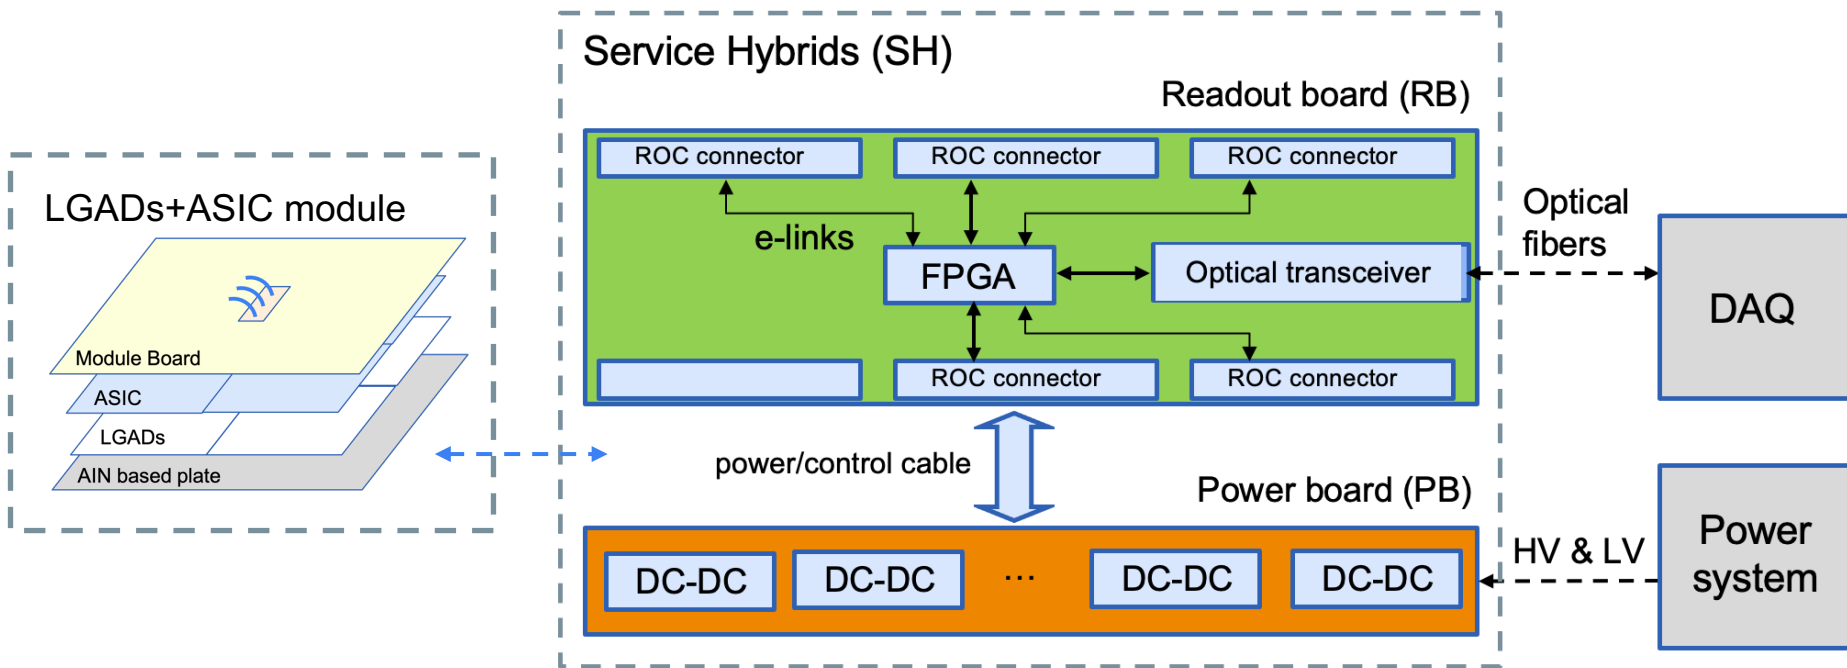 LGADs+ASIC module
Module Board
ASIC
LGADs
AIN based plate
Service Hybrids (SH)
Readout board (RB)
ROC connector
ROC connector
ROC connector
e-links
FPGA
Optical transceiver
ROC connector
ROC connector
power/control cable
Power board (PB)
DC-DC
DC-DC
...
DC-DC
DC-DC
Optical
fibers
DAQ
HV & LV
Power
system